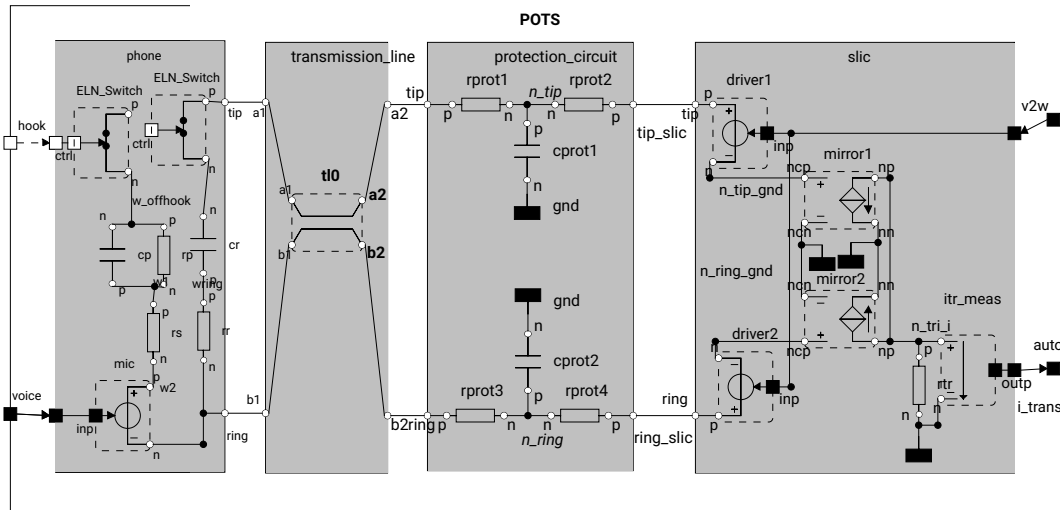 POTS
phone
transmission_line
protection_circuit
slic
ELN_Switch
ELN_Switch
hook
ctrl
ctrl
p
p
n
n
tip
a1
w_offhook
n
p
cp
rp
n
p
w1
n
cr
p
wring
p
rs
n
p
rr
n
mic
p
w2
voice
inp
n
b1
ring
tl0
a1
a2
b1
b2
tip
a2
b2ring
rprot1
n_tip
rprot2
p
n
n
p
p
cprot1
n
gnd
gnd
n
cprot2
p
rprot3
rprot4
p
n
n
p
n_ring
tip
tip_slic
ring
ring_slic
driver1
p
inp
n
v2w
mirror1
ncp
np
n_tip_gnd
ncn
nn
n_ring_gnd
mirror2
ncn
nn
ncp
np
driver2
n
inp
p
itr_meas
n_tri_i
p
p
rtr
n
n
outp
auto
i_trans